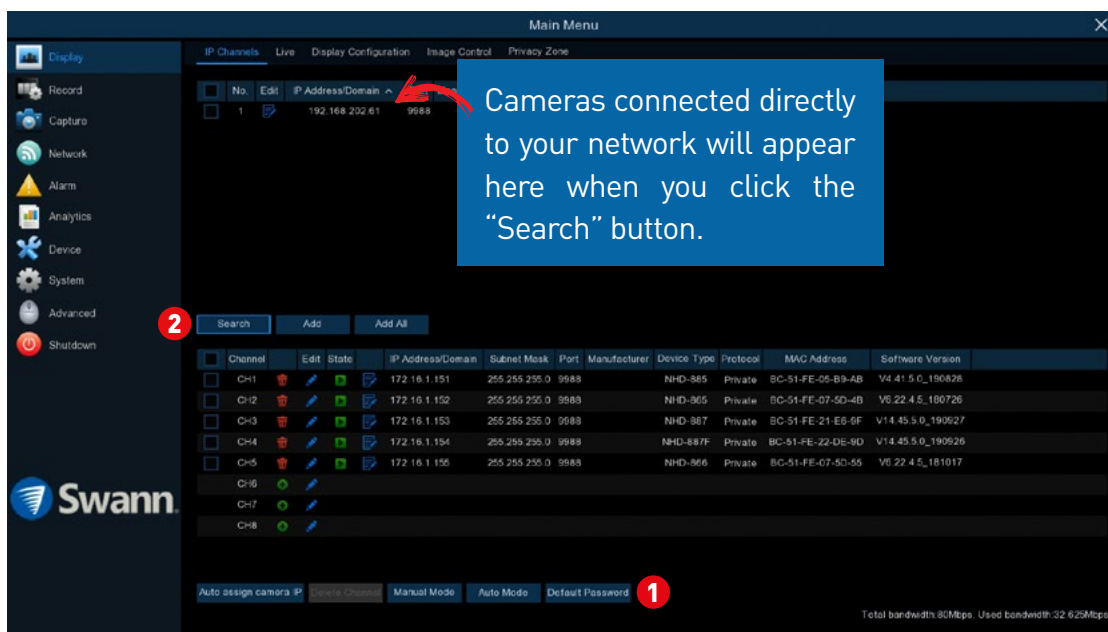 Main Menu
Display
IP Channels Live Display Configuration Image Control Privacy Zone
Record
Capture
Network
Alarm
Analytics
Device
System
Advanced
Shutdown
No. Edit IP Address/Domain
1 192.168.202.61 9988
Cameras connected directly
to your network will appear
here when you click the
“Search” button.
2
Search Add Add All
Channel Edit State IP Address/Domain Subnet Mask Port Manufacturer Device Type Protocol MAC Address Software Version
CH1 172.16.1.151 255.255.255.0 9988 NHD-885 Private BC-51-FE-05-B9-AB V4.41.5.0_190828
CH2 172.16.1.152 255.255.255.0 9988 NHD-865 Private BC-51-FE-07-5D-4B V6.22.4.5_180726
CH3 172.16.1.153 255.255.255.0 9988 NHD-887 Private BC-51-FE-21-E6-9F V14.45.5.0_190927
CH4 172.16.1.154 255.255.255.0 9988 NHD-887F Private BC-51-FE-22-DE-9D V14.45.5.0_190926
CH5 172.16.1.155 255.255.255.0 9988 NHD-866 Private BC-51-FE-07-5D-55 V6.22.4.5_181017
CH6
CH7
CH8
Swann
Auto assign camera IP Delete Channel Manual Mode Auto Mode Default Password
1
Total bandwidth:80Mbps, Used bandwidth:32.625Mbps